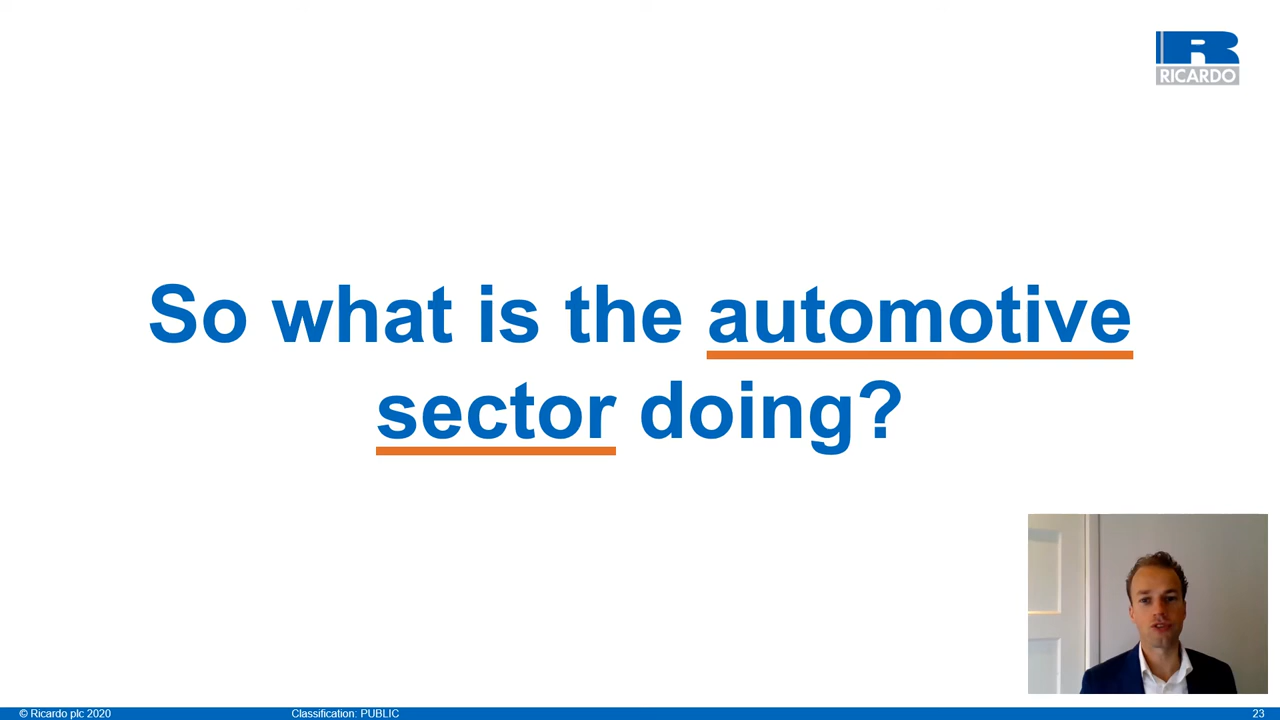 RICARDO
So what is the automotive
sector doing?
© Ricardo plc 2020
Classification: PUBLIC
23